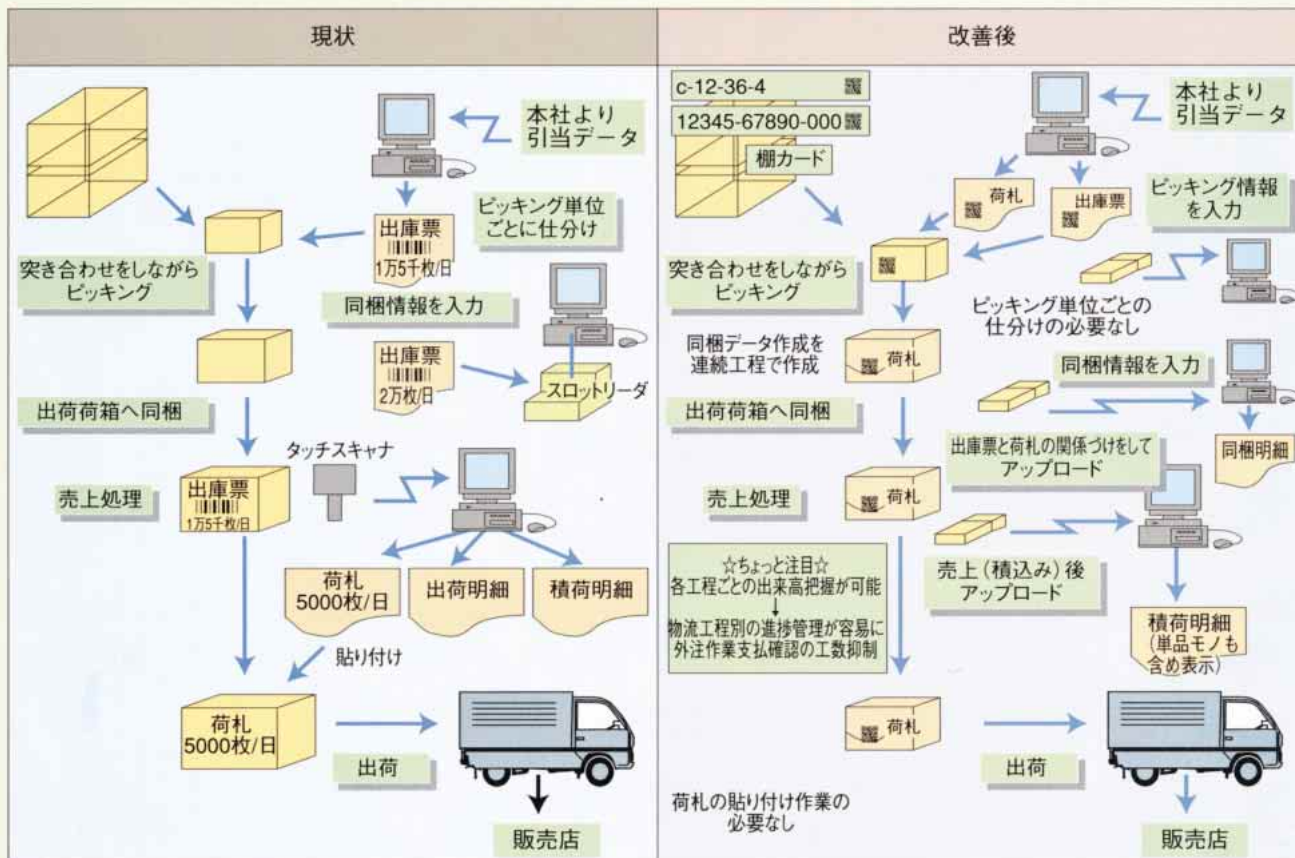 現状
本社より
引当データ
出庫票
1万5千枚/日
ピッキング単位
ごとに仕分け
突き合わせをしながら
ピッキング
同梱情報を入力
出庫票
2万枚/日
スロットリーダ
出荷荷箱へ同梱
タッチスキャナ
売上処理
出庫票
1万5千枚/日
荷札
5000枚/日
出荷明細
積荷明細
貼り付け
荷札
5000枚/日
出荷
販売店
改善後
c-12-36-4
12345-67890-000
棚カード
本社より
引当データ
荷札
出庫票
ピッキング情報
を入力
突き合わせをしながら
ピッキング
ピッキング単位ごとの
仕分けの必要なし
同梱データ作成を
連続工程で作成
荷札
同梱情報を入力
出荷荷箱へ同梱
出庫票と荷札の関係づけをして
アップロード
同梱明細
売上処理
荷札
☆ちょっと注目☆
各工程ごとの出来高把握が可能
物流工程別の進捗管理が容易に
外注作業支払確認の工数抑制
売上(積込み)後
アップロード
積荷明細
(単品モノも
含め表示)
荷札
出荷
荷札の貼り付け作業の
必要なし
販売店